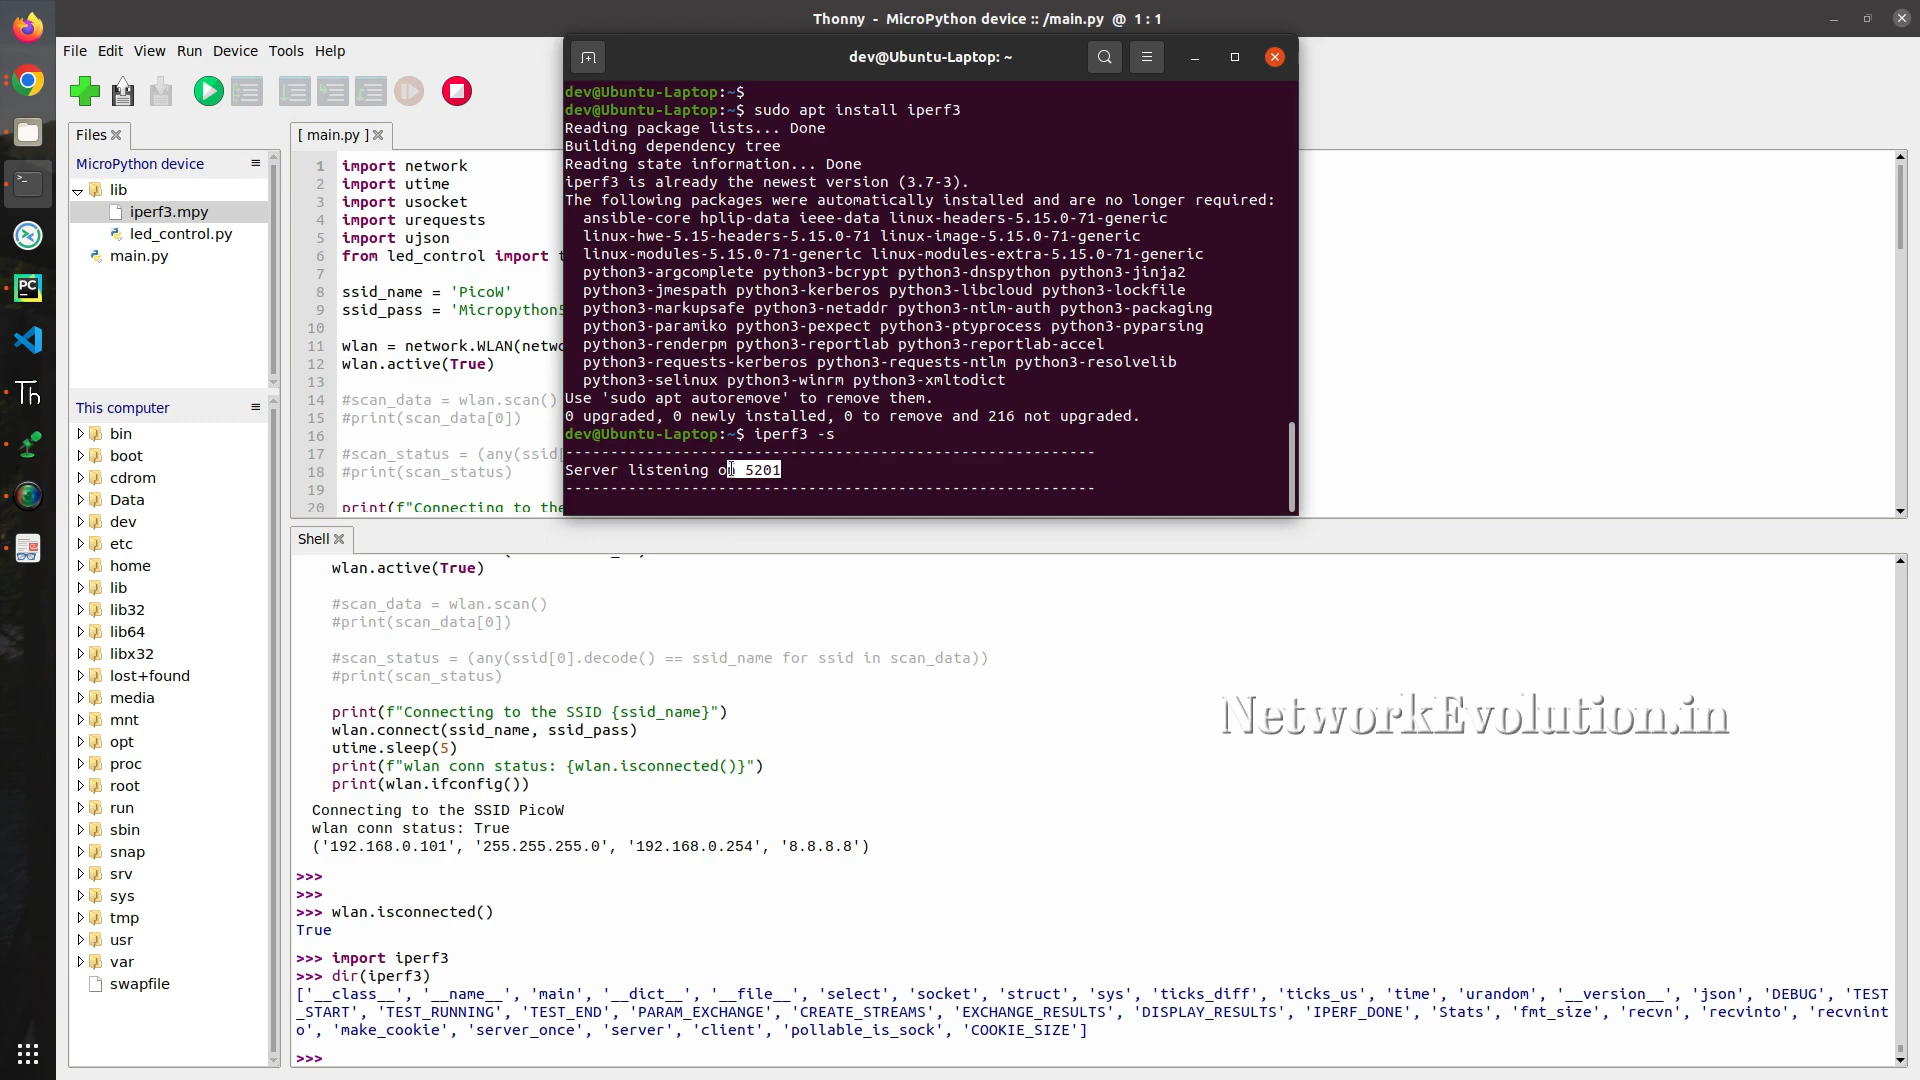 Thonny - MicroPython device :: /main.py @ 1 : 1
File Edit View Run Device Tools Help
Files
MicroPython device
lib
iperf3.mpy
led_control.py
main.py
This computer
bin
boot
cdrom
Data
dev
etc
home
lib
lib32
lib64
libx32
lost+found
media
mnt
opt
proc
root
run
sbin
snap
srv
sys
tmp
usr
var
swapfile
[ main.py ]
1 import network
2 import utime
3 import usocket
4 import urequests
5 import ujson
6 from led_control import
7
8 ssid_name = 'PicoW'
9 ssid_pass = 'Micropython
10
11 wlan = network.WLAN(netw
12 wlan.active(True)
13
14 #scan_data = wlan.scan()
15 #print(scan_data[0])
16
17 #scan_status = (any(ssid
18 #print(scan_status)
19
20 print(f"Connecting to the
dev@Ubuntu-Laptop: ~
dev@Ubuntu-Laptop:~$
dev@Ubuntu-Laptop:~$ sudo apt install iperf3
Reading package lists... Done
Building dependency tree
Reading state information... Done
iperf3 is already the newest version (3.7-3).
The following packages were automatically installed and are no longer required:
ansible-core hplip-data ieee-data linux-headers-5.15.0-71-generic
linux-hwe-5.15-headers-5.15.0-71 linux-image-5.15.0-71-generic
linux-modules-5.15.0-71-generic linux-modules-extra-5.15.0-71-generic
python3-argcomplete python3-bcrypt python3-dnspython python3-jinja2
python3-jmespath python3-kerberos python3-libcloud python3-lockfile
python3-markupsafe python3-netaddr python3-ntlm-auth python3-packaging
python3-paramiko python3-pexpect python3-ptyprocess python3-pyparsing
python3-renderpm python3-reportlab python3-reportlab-accel
python3-requests-kerberos python3-requests-ntlm python3-resolvelib
python3-selinux python3-winrm python3-xmltodict
Use 'sudo apt autoremove' to remove them.
0 upgraded, 0 newly installed, 0 to remove and 216 not upgraded.
dev@Ubuntu-Laptop:~$ iperf3 -s
-----------------------------------------------------------
Server listening on 5201
-----------------------------------------------------------
Shell
wlan.active(True)
#scan_data = wlan.scan()
#print(scan_data[0])
#scan_status = (any(ssid[0].decode() == ssid_name for ssid in scan_data))
#print(scan_status)
print(f"Connecting to the SSID {ssid_name}")
wlan.connect(ssid_name, ssid_pass)
utime.sleep(5)
print(f"wlan conn status: {wlan.isconnected()}")
print(wlan.ifconfig())
Connecting to the SSID PicoW
wlan conn status: True
('192.168.0.101', '255.255.255.0', '192.168.0.254', '8.8.8.8')
>>>
>>>
>>> wlan.isconnected()
True
>>> import iperf3
>>> dir(iperf3)
['__class__', '__name__', 'main', '__dict__', '__file__', 'select', 'socket', 'struct', 'sys', 'ticks_diff', 'ticks_us', 'time', 'urandom', '__version__', 'json', 'DEBUG', 'TEST
_START', 'TEST_RUNNING', 'TEST_END', 'PARAM_EXCHANGE', 'CREATE_STREAMS', 'EXCHANGE_RESULTS', 'DISPLAY_RESULTS', 'IPERF_DONE', 'Stats', 'fmt_size', 'recvn', 'recvinto', 'recvnint
o', 'make_cookie', 'server_once', 'server', 'client', 'pollable_is_sock', 'COOKIE_SIZE']
>>>
NetworkEvolution.in